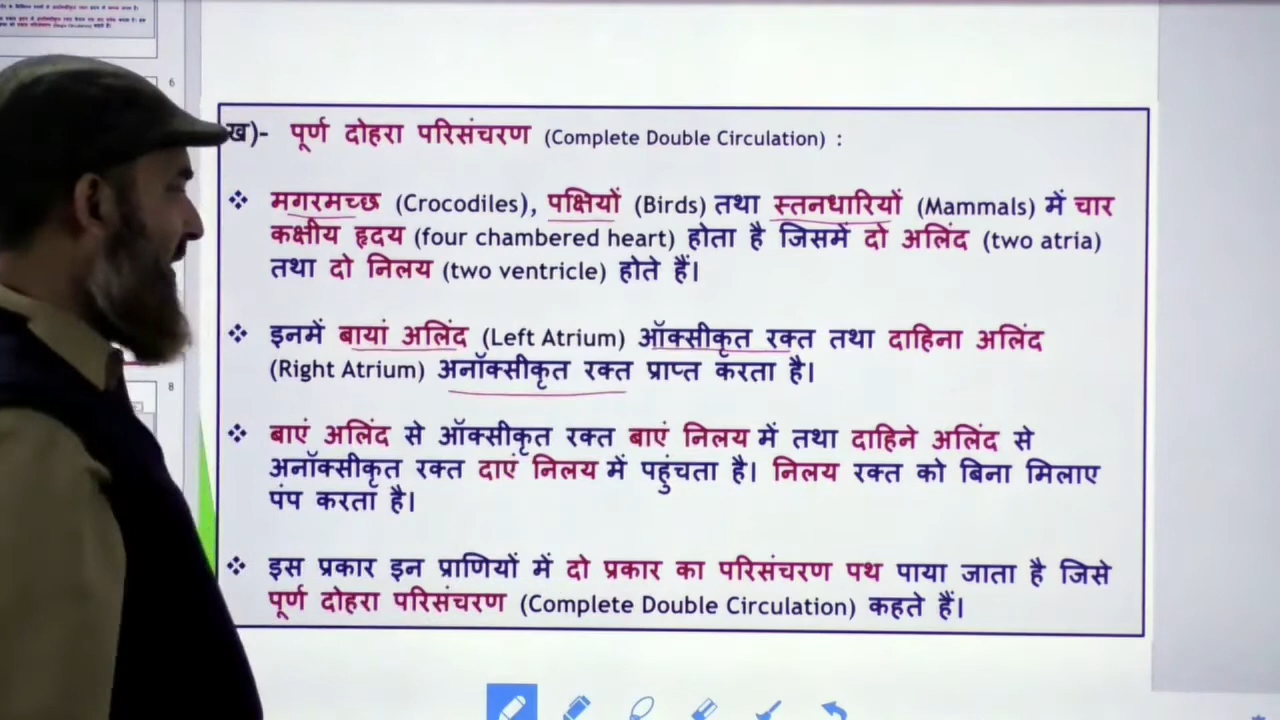 6
ख)- पूर्ण दोहरा परिसंचरण (Complete Double Circulation) :
❖ मगरमच्छ (Crocodiles), पक्षियों (Birds) तथा स्तनधारियों (Mammals) में चार
कक्षीय हृदय (four chambered heart) होता है जिसमें दो अलिंद (two atria)
तथा दो निलय (two ventricle) होते हैं।
❖ इनमें बायां अलिंद (Left Atrium) ऑक्सीकृत रक्त तथा दाहिना अलिंद
(Right Atrium) अनॉक्सीकृत रक्त प्राप्त करता है।
8
❖ बाएं अलिंद से ऑक्सीकृत रक्त बाएं निलय में तथा दाहिने अलिंद से
अनॉक्सीकृत रक्त दाएं निलय में पहुंचता है। निलय रक्त को बिना मिलाए
पंप करता है।
❖ इस प्रकार इन प्राणियों में दो प्रकार का परिसंचरण पथ पाया जाता है जिसे
पूर्ण दोहरा परिसंचरण (Complete Double Circulation) कहते हैं।